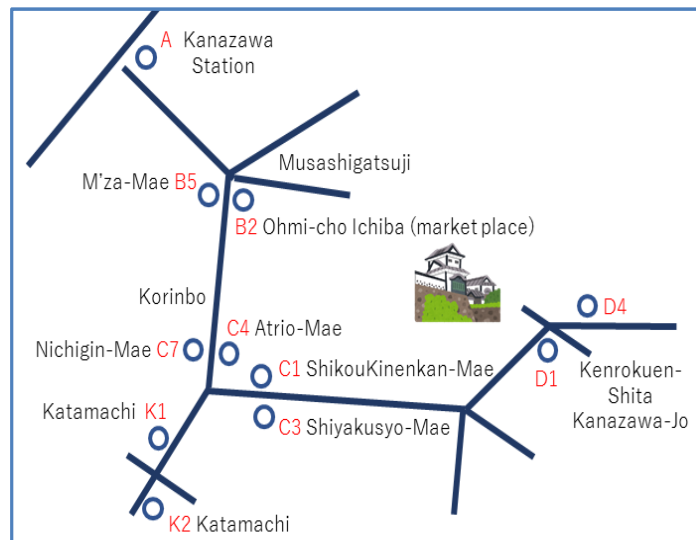 A Kanazawa
Station
Musashigatsuji
M'za-Mae B5
B2 Ohmi-cho Ichiba (market place)
Korinbo
D4
C4 Atrio-Mae
Nichigin-Mae C7
C1 ShikouKinenkan-Mae
D1
Kenrokuen-
Shita
Kanazawa-Jo
Katamachi K1
C3 Shiyakusyo-Mae
K2 Katamachi